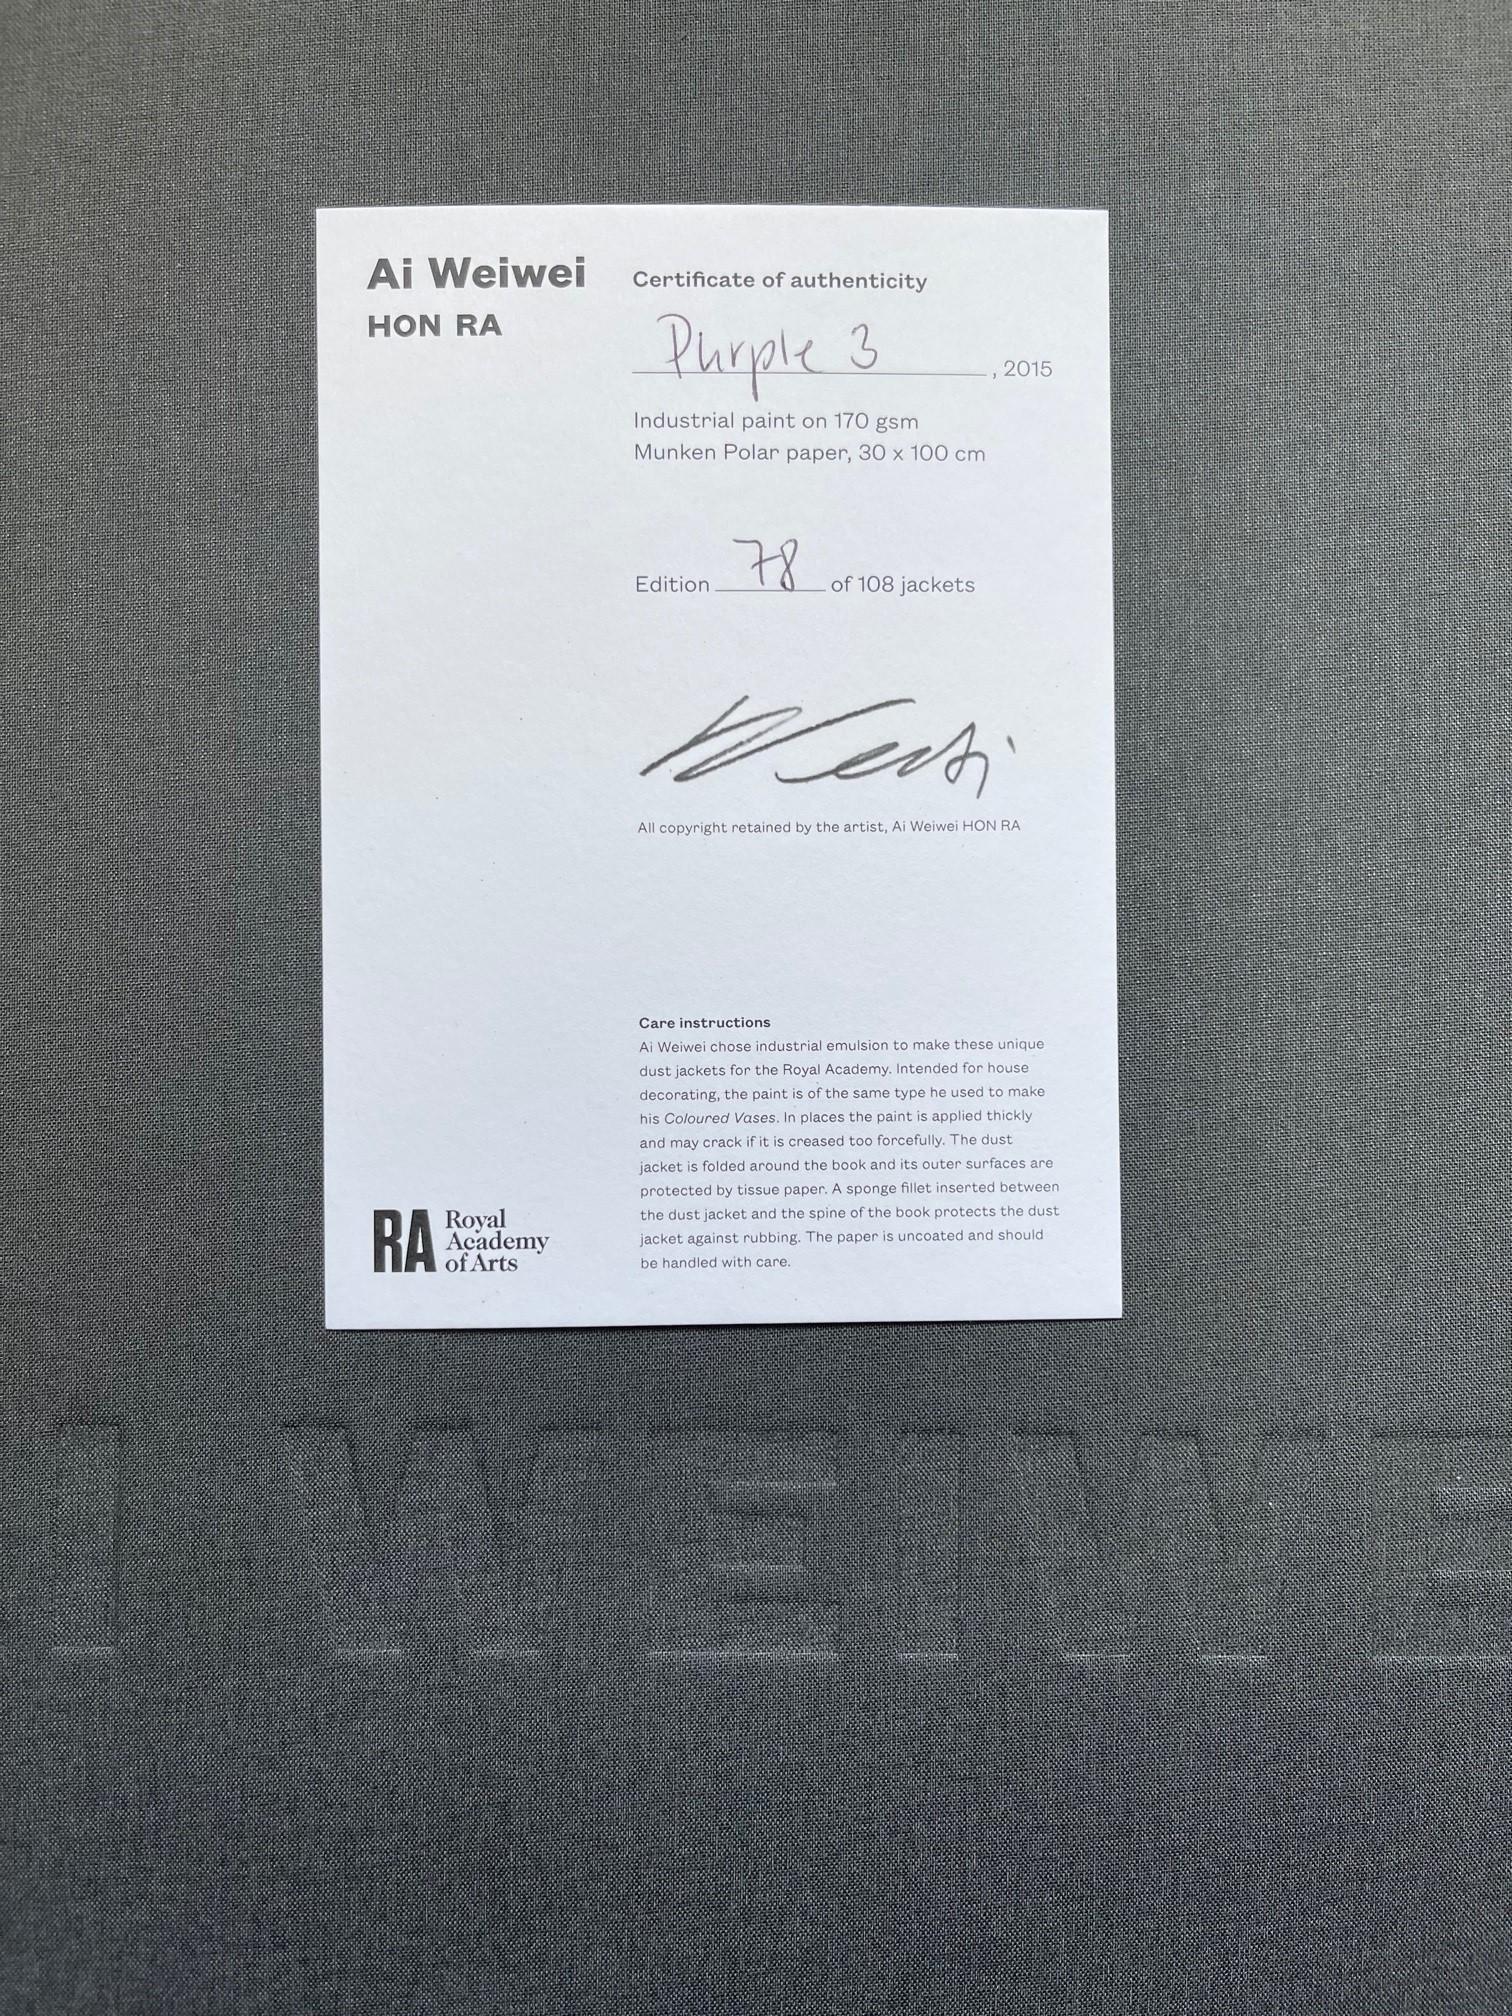 Ai Weiwei
HON RA
Certificate of authenticity
Purple 3, 2015
Industrial paint on 170 gsm
Munken Polar paper, 30 x 100 cm
Edition 78 of 108 jackets
All copyright retained by the artist, Ai Weiwei HON RA
Care instructions
Ai Weiwei chose industrial emulsion to make these unique
dust jackets for the Royal Academy. Intended for house
decorating, the paint is of the same type he used to make
his Coloured Vases. In places the paint is applied thickly
and may crack if it is creased too forcefully. The dust
jacket is folded around the book and its outer surfaces are
protected by tissue paper. A sponge fillet inserted between
the dust jacket and the spine of the book protects the dust
jacket against rubbing. The paper is uncoated and should
be handled with care.
RA Royal
Academy
of Arts
I WEIWE